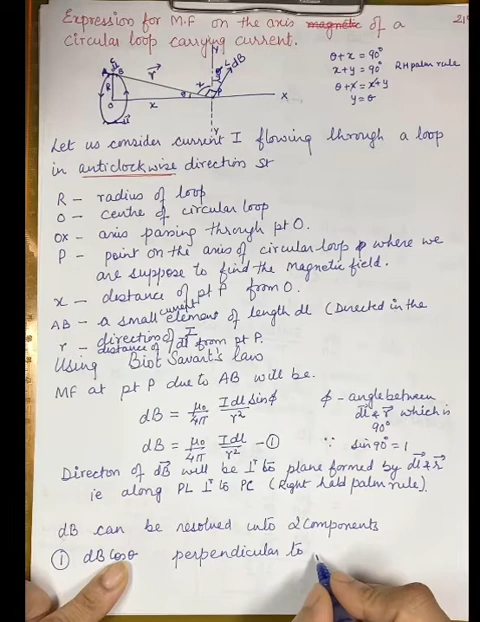 Expression for M.F on the axis magnetic of a
circular loop carrying current.
θ + x = 90°
x + y = 90°
RH palm rule
θ + x = x + y
y = θ
Let us consider current I flowing through a loop
in anticlockwise direction st
R — radius of loop
O — centre of circular loop
OX — axis passing through pt O.
P — point on the axis of circular loop where we
are suppose to find the magnetic field.
x — distance of pt P from O.
AB — a small current element of length dl (Directed in the
direction of I
r — distance of dl from pt P.
Using Biot Savart's law
MF at pt P due to AB will be.
dB = μ₀/4π Idl sinϕ/r²
ϕ — angle between
dl & r which is
90°
dB = μ₀/4π Idl/r² — ①
∵ sin 90° = 1
Directon of dB will be ⊥ʳ to plane formed by dl & r
ie along PL ⊥ʳ to PC (Right hald palm rule).
dB can be resolved into 2 components
① dB cosθ perpendicular to